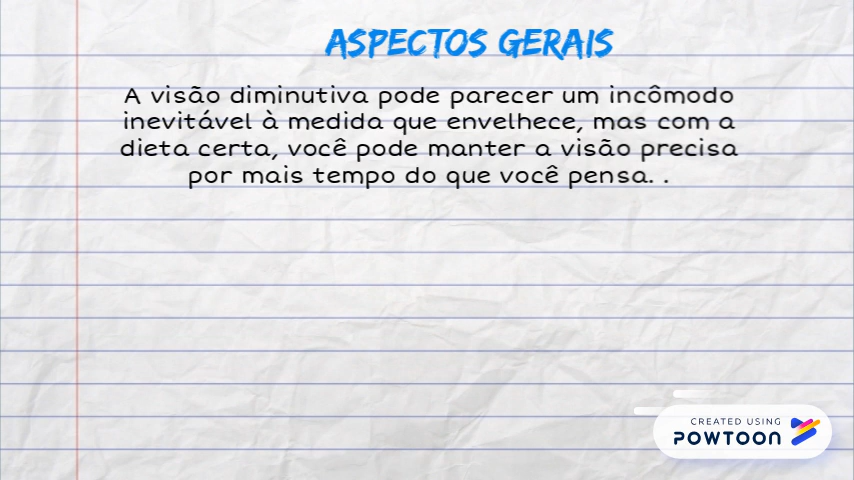 ASPECTOS GERAIS
A visão diminutiva pode parecer um incômodo
inevitável à medida que envelhece, mas com a
dieta certa, você pode manter a visão precisa
por mais tempo do que você pensa. .
CREATED USING
POWTOON